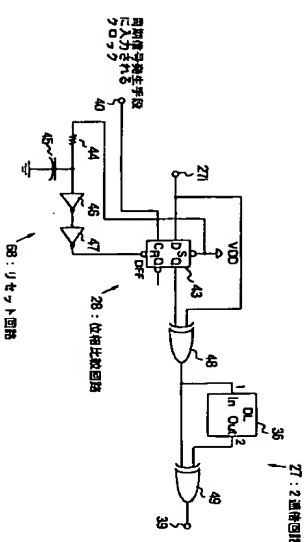 同期信号発生手段
に入力される
クロック
40
27i
VDD
44
45
46
47
D
S
Q
C
R
Q
DFF
43
48
28:位相比較回路
68:リセット回路
1
In
DL
Out
2
36
27:2逓倍回路
49
39